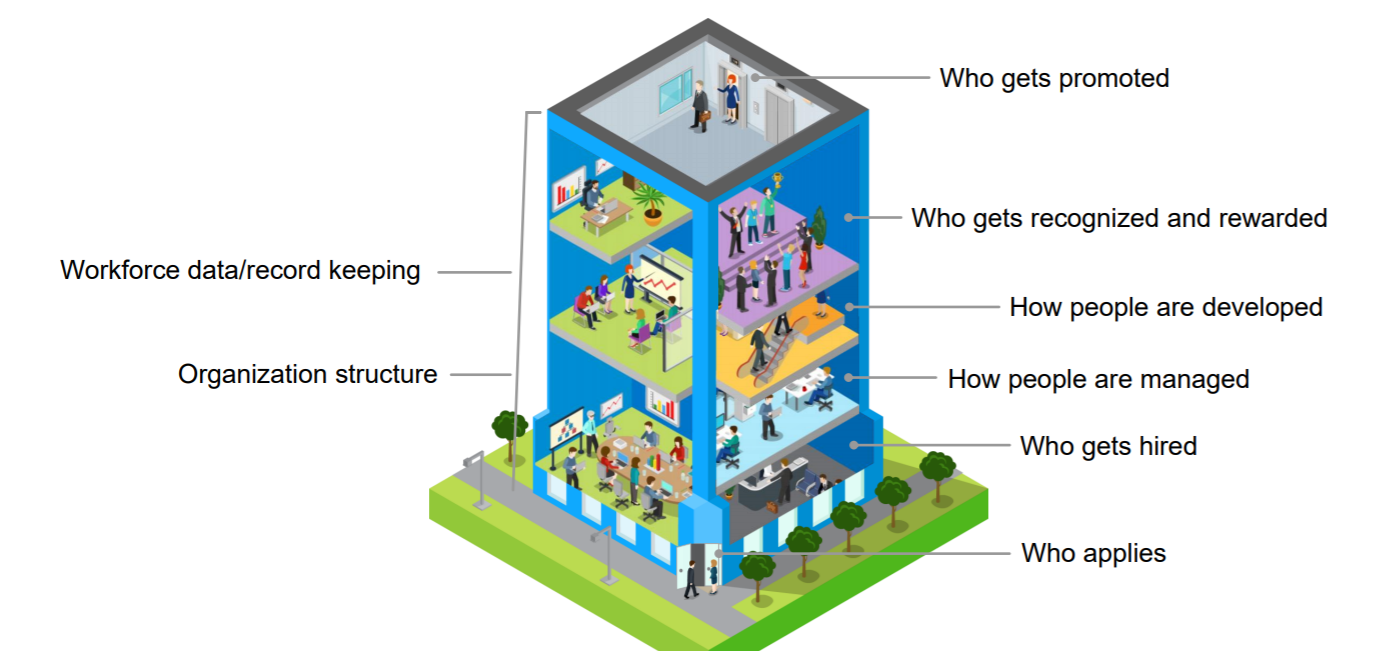 Who gets promoted
Who gets recognized and rewarded
Workforce data/record keeping
How people are developed
Organization structure
How people are managed
Who gets hired
Who applies